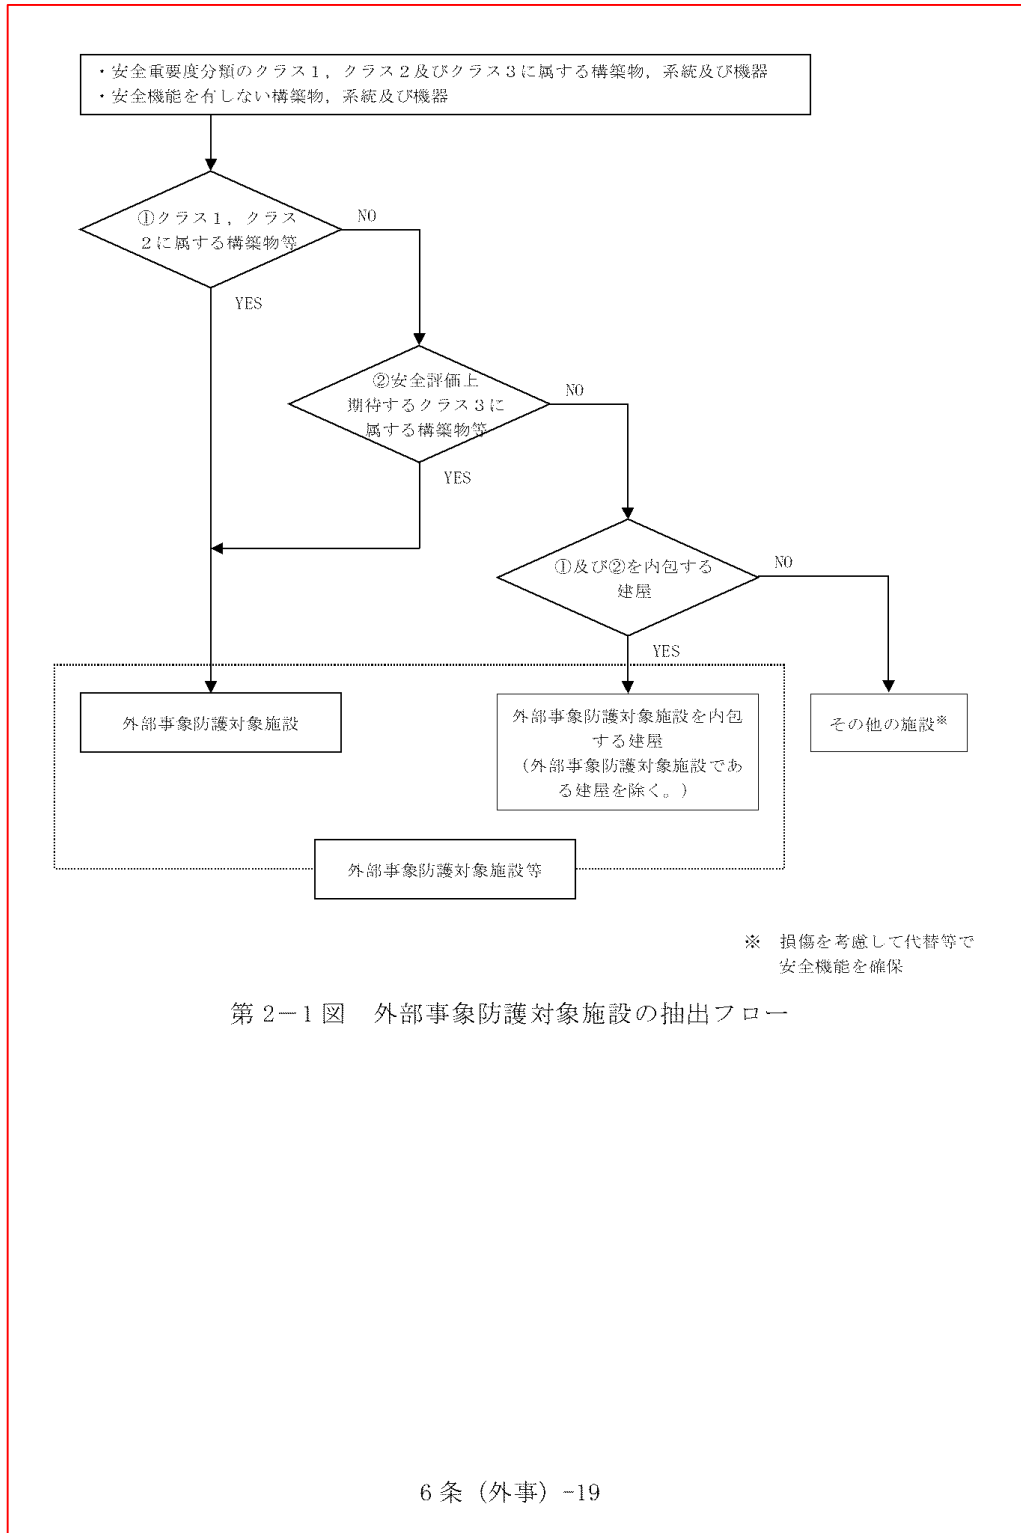 ・安全重要度分類のクラス１，クラス２及びクラス３に属する構築物，系統及び機器
・安全機能を有しない構築物，系統及び機器
①クラス１，クラス
２に属する構築物等
NO
YES
②安全評価上
期待するクラス３に
属する構築物等
NO
YES
①及び②を内包する
建屋
NO
YES
外部事象防護対象施設
外部事象防護対象施設を内包
する建屋
（外部事象防護対象施設であ
る建屋を除く。）
その他の施設※
外部事象防護対象施設等
※　損傷を考慮して代替等で
安全機能を確保
第 2－1 図　外部事象防護対象施設の抽出フロー
6 条（外事）-19